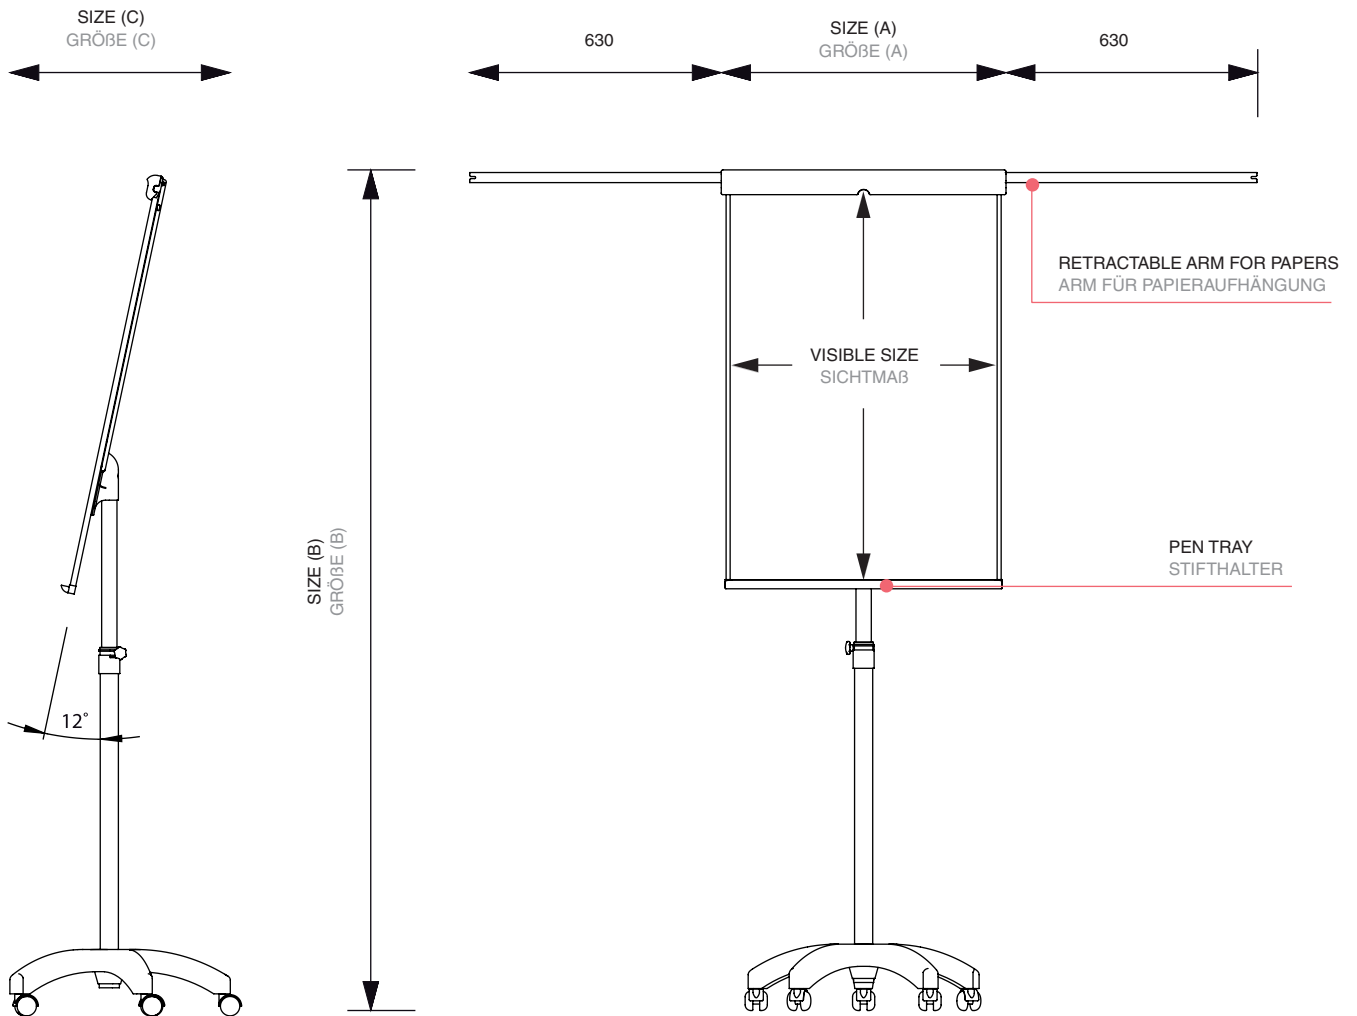 SIZE (C)
GRÖßE (C)
630
SIZE (A)
GRÖßE (A)
630
RETRACTABLE ARM FOR PAPERS
ARM FÜR PAPIERAUFHÄNGUNG
VISIBLE SIZE
SICHTMAß
SIZE (B)
GRÖßE (B)
PEN TRAY
STIFTHALTER
12°